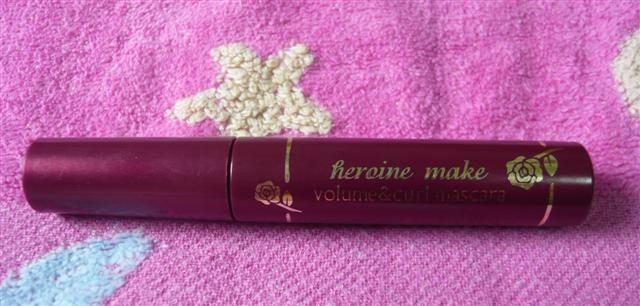 heroine make
volume&curl mascara